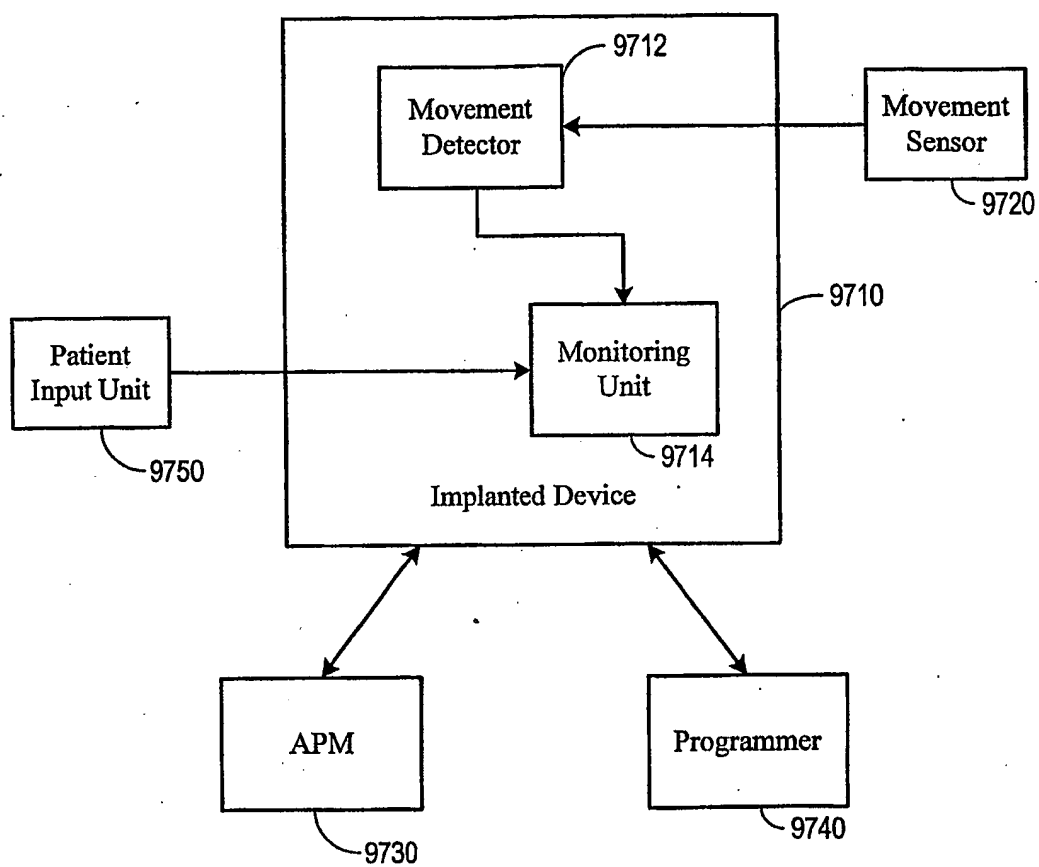 9712
Movement
Detector
Movement
Sensor
9720
9710
Patient
Input Unit
9750
Monitoring
Unit
9714
Implanted Device
APM
9730
Programmer
9740